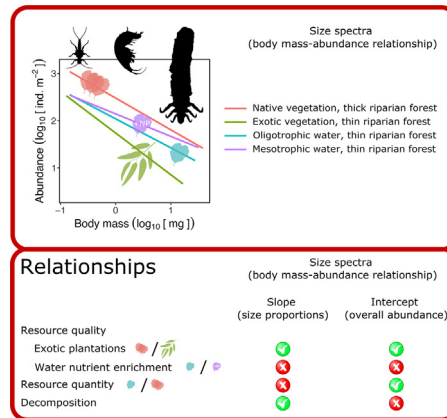 Size spectra
(body mass-abundance relationship)
3
2
1
Abundance (log10 [ ind. m⁻² ])
+NP
-1
0
1
Body mass (log10 [ mg ])
Native vegetation, thick riparian forest
Exotic vegetation, thin riparian forest
Oligotrophic water, thin riparian forest
Mesotrophic water, thin riparian forest
Relationships
Size spectra
(body mass-abundance relationship)
Slope
(size proportions)
Intercept
(overall abundance)
Resource quality
Exotic plantations /
Water nutrient enrichment /
Resource quantity /
Decomposition